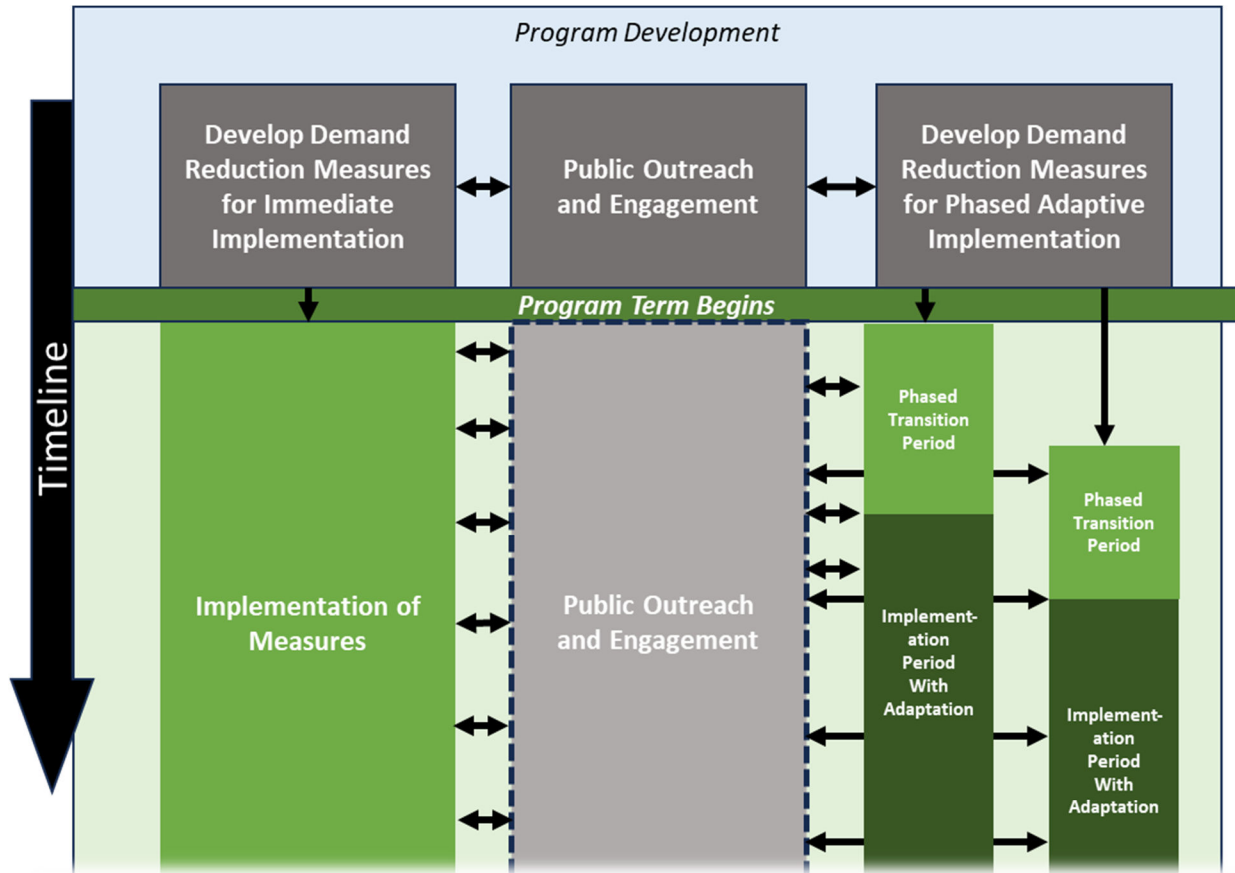 Program Development
Develop Demand
Reduction Measures
for Immediate
Implementation
Public Outreach
and Engagement
Develop Demand
Reduction Measures
for Phased Adaptive
Implementation
Program Term Begins
Timeline
Implementation of
Measures
Public Outreach
and Engagement
Phased
Transition
Period
Implement-
ation
Period
With
Adaptation
Phased
Transition
Period
Implement-
ation
Period
With
Adaptation